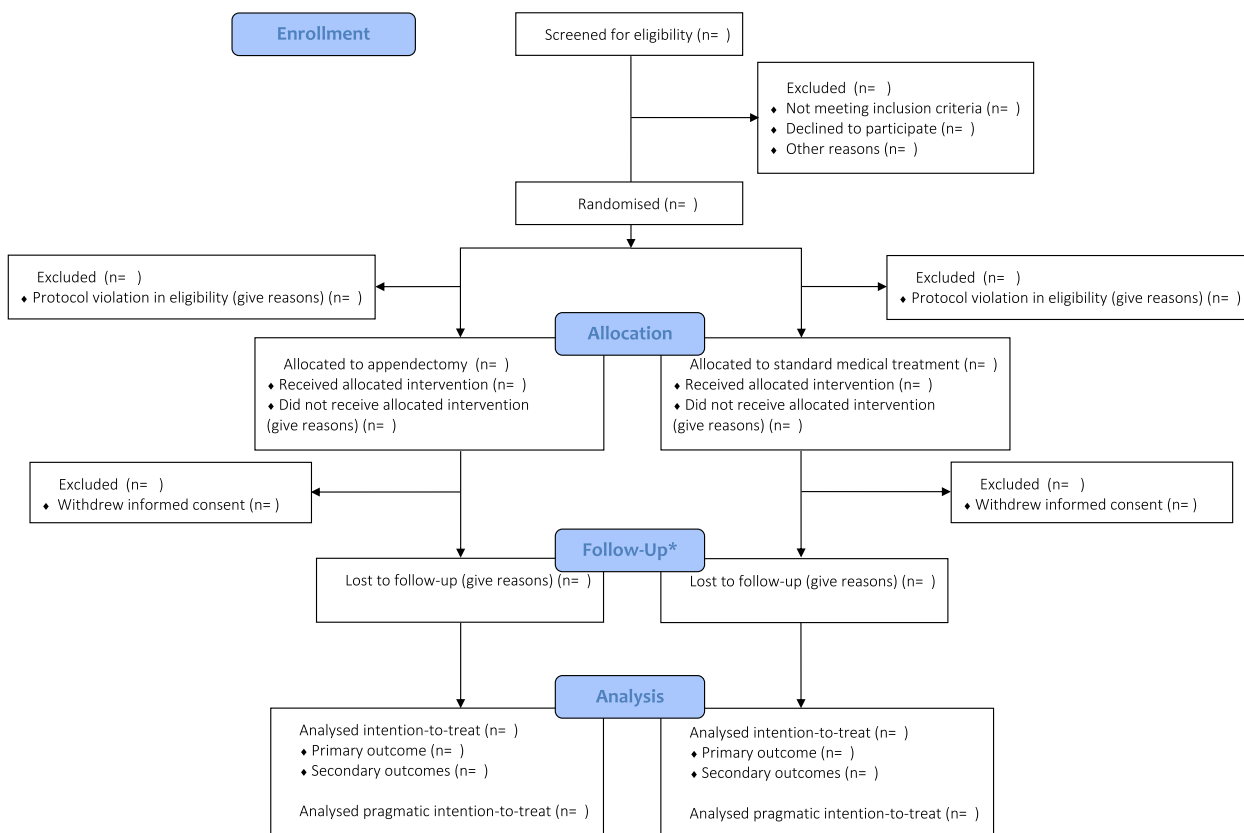 Enrollment
Screened for eligibility (n=  )
Excluded  (n=   )
♦ Not meeting inclusion criteria (n=  )
♦ Declined to participate (n=  )
♦ Other reasons (n=  )
Randomised (n=  )
Excluded  (n=   )
♦ Protocol violation in eligibility (give reasons) (n=  )
Excluded  (n=   )
♦ Protocol violation in eligibility (give reasons) (n=  )
Allocation
Allocated to appendectomy  (n=  )
♦ Received allocated intervention (n=  )
♦ Did not receive allocated intervention
(give reasons) (n=  )
Allocated to standard medical treatment  (n=  )
♦ Received allocated intervention (n=  )
♦ Did not receive allocated intervention
(give reasons) (n=  )
Excluded  (n=   )
♦ Withdrew informed consent (n= )
Excluded  (n=   )
♦ Withdrew informed consent (n= )
Follow-Up*
Lost to follow-up (give reasons) (n=  )
Lost to follow-up (give reasons) (n=  )
Analysis
Analysed intention-to-treat (n=  )
♦ Primary outcome (n=  )
♦ Secondary outcomes (n=  )
Analysed pragmatic intention-to-treat (n=  )
Analysed intention-to-treat (n=  )
♦ Primary outcome (n=  )
♦ Secondary outcomes (n=  )
Analysed pragmatic intention-to-treat (n=  )